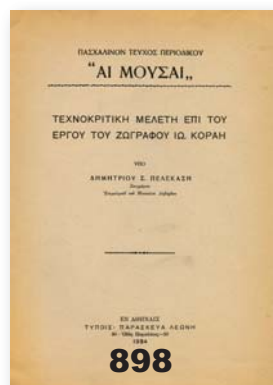 ΠΑΣΧΑΛΙΝΟΝ ΤΕΥΧΟΣ ΠΕΡΙΟΔΙΚΟΥ
"ΑΙ ΜΟΥΣΑΙ„
ΤΕΧΝΟΚΡΙΤΙΚΗ ΜΕΛΕΤΗ ΕΠΙ ΤΟΥ
ΕΡΓΟΥ ΤΟΥ ΖΩΓΡΑΦΟΥ ΙΩ. ΚΟΡΑΗ
ΥΠΟ
ΔΗΜΗΤΡΙΟΥ Σ. ΠΕΛΕΚΑΣΗ
ΕΝ ΑΘΗΝΑΙΣ
ΤΥΠΟΙΣ: ΠΑΡΑΣΚΕΥΑ ΛΕΩΝΗ
1934
898